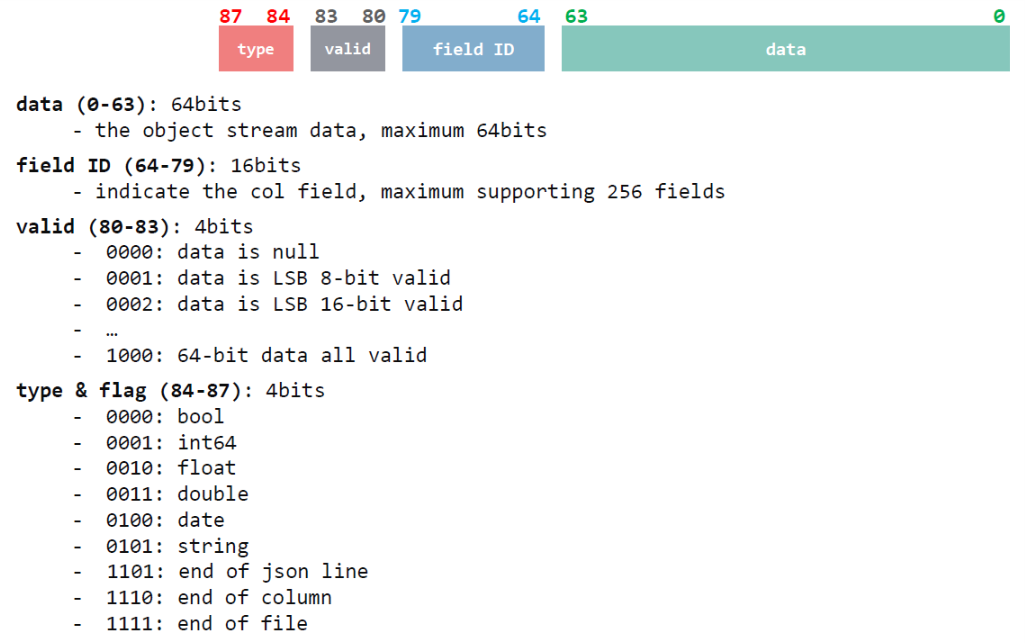 87 84 83 80 79 64 63 0
type valid field ID data
data (0-63): 64bits
- the object stream data, maximum 64bits
field ID (64-79): 16bits
- indicate the col field, maximum supporting 256 fields
valid (80-83): 4bits
- 0000: data is null
- 0001: data is LSB 8-bit valid
- 0002: data is LSB 16-bit valid
- …
- 1000: 64-bit data all valid
type & flag (84-87): 4bits
- 0000: bool
- 0001: int64
- 0010: float
- 0011: double
- 0100: date
- 0101: string
- 1101: end of json line
- 1110: end of column
- 1111: end of file